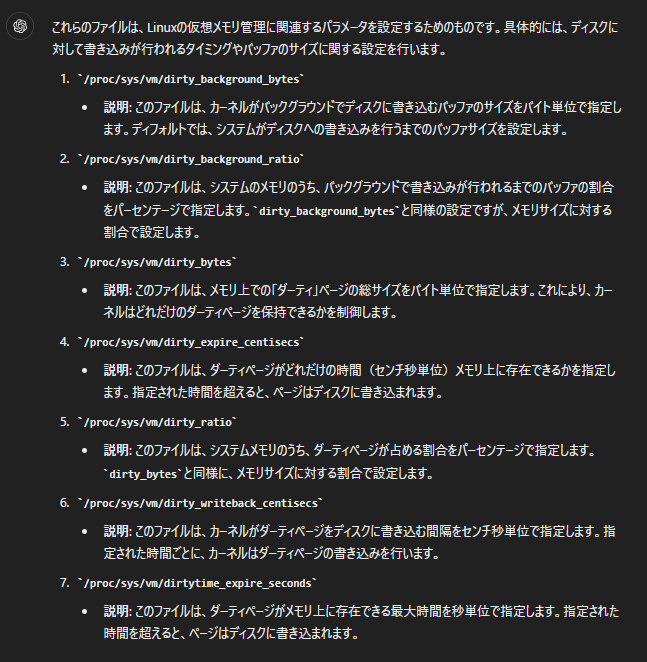 これらのファイルは、Linuxの仮想メモリ管理に関連するパラメータを設定するためのものです。具体的には、ディスクに
対して書き込みが行われるタイミングやバッファのサイズに関する設定を行います。
1. `/proc/sys/vm/dirty_background_bytes`
• 説明: このファイルは、カーネルがバックグラウンドでディスクに書き込むバッファのサイズをバイト単位で指定し
ます。ディフォルトでは、システムがディスクへの書き込みを行うまでのバッファサイズを設定します。
2. `/proc/sys/vm/dirty_background_ratio`
• 説明: このファイルは、システムのメモリのうち、バックグラウンドで書き込みが行われるまでのバッファの割合
をパーセンテージで指定します。`dirty_background_bytes`と同様の設定ですが、メモリサイズに対する
割合で設定します。
3. `/proc/sys/vm/dirty_bytes`
• 説明: このファイルは、メモリ上での「ダーティ」ページの総サイズをバイト単位で指定します。これにより、カー
ネルはどれだけのダーティページを保持できるかを制御します。
4. `/proc/sys/vm/dirty_expire_centisecs`
• 説明: このファイルは、ダーティページがどれだけの時間（センチ秒単位）メモリ上に存在できるかを指定し
ます。指定された時間を超えると、ページはディスクに書き込まれます。
5. `/proc/sys/vm/dirty_ratio`
• 説明: このファイルは、システムメモリのうち、ダーティページが占める割合をパーセンテージで指定します。
`dirty_bytes`と同様に、メモリサイズに対する割合で設定します。
6. `/proc/sys/vm/dirty_writeback_centisecs`
• 説明: このファイルは、カーネルがダーティページをディスクに書き込む間隔をセンチ秒単位で指定します。指
定された時間ごとに、カーネルはダーティページの書き込みを行います。
7. `/proc/sys/vm/dirtytime_expire_seconds`
• 説明: このファイルは、ダーティページがメモリ上に存在できる最大時間を秒単位で指定します。指定された
時間を超えると、ページはディスクに書き込まれます。